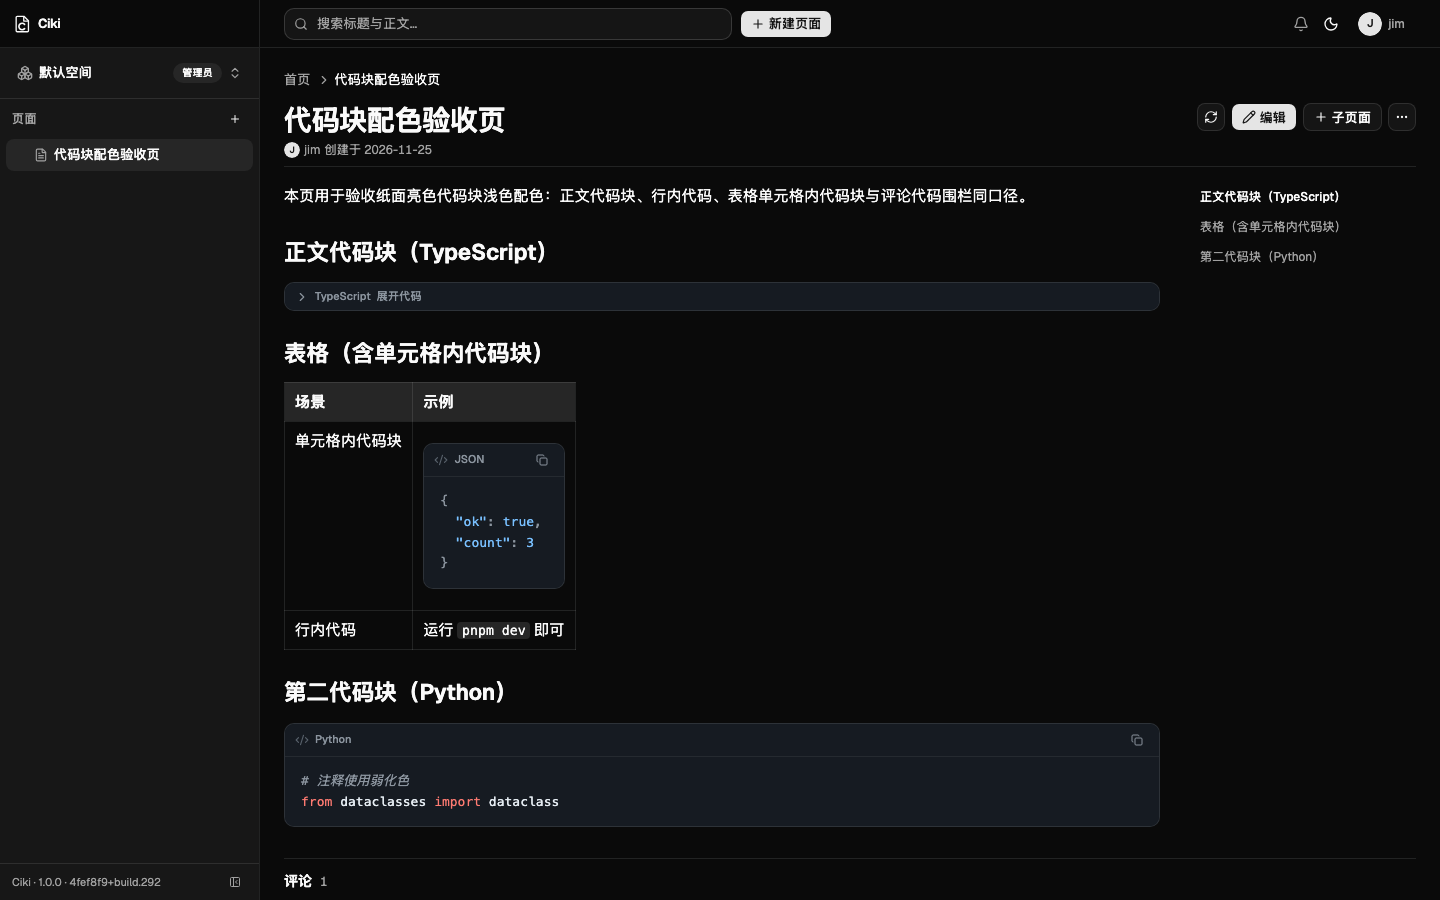 Ciki
搜索标题与正文...
新建页面
J jim
默认空间
管理员
页面
代码块配色验收页
首页 > 代码块配色验收页
代码块配色验收页
J jim 创建于 2026-11-25
编辑
子页面
本页用于验收纸面亮色代码块浅色配色：正文代码块、行内代码、表格单元格内代码块与评论代码围栏同口径。
正文代码块（TypeScript）
TypeScript 展开代码
表格（含单元格内代码块）
场景 示例
单元格内代码块
</> JSON
{
"ok": true,
"count": 3
}
行内代码 运行 pnpm dev 即可
第二代码块（Python）
</> Python
# 注释使用弱化色
from dataclasses import dataclass
评论 1
正文代码块（TypeScript）
表格（含单元格内代码块）
第二代码块（Python）
Ciki · 1.0.0 · 4fef8f9+build.292